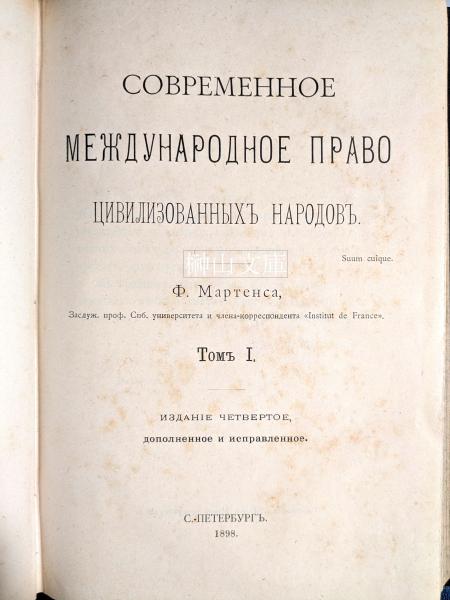 СОВРЕМЕННОЕ
МЕЖДУНАРОДНОЕ ПРАВО
ЦИВИЛИЗОВАННЫХЪ НАРОДОВЪ.
Suum cuique.
榊山文庫
Ф. Мартенса,
Заслуж. проф. Спб. университета и члена-корреспондента «Institut de France».
Томъ I.
ИЗДАНІЕ ЧЕТВЕРТОЕ,
дополненное и исправленное.
С.-ПЕТЕРБУРГЪ.
1898.